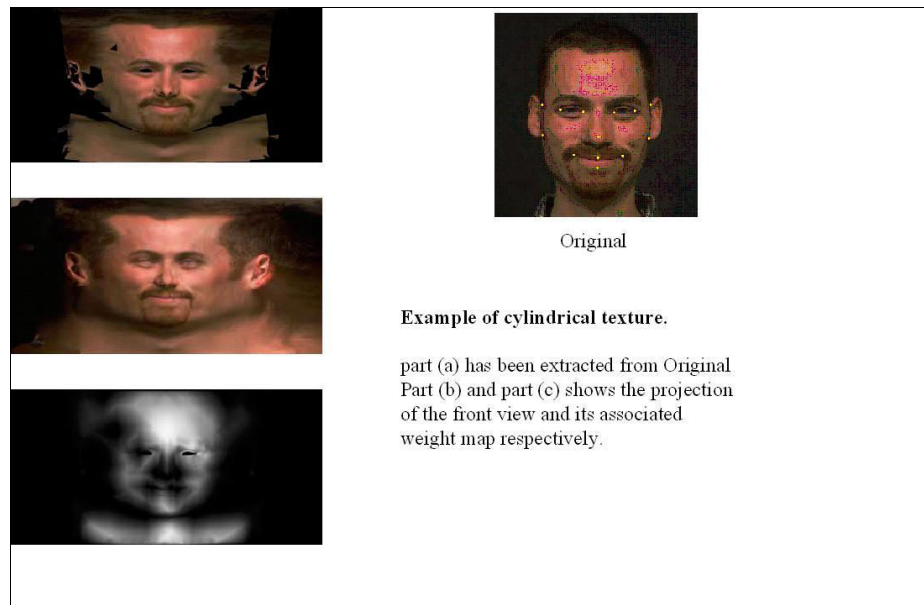 Original
Example of cylindrical texture.
part (a) has been extracted from Original
Part (b) and part (c) shows the projection
of the front view and its associated
weight map respectively.